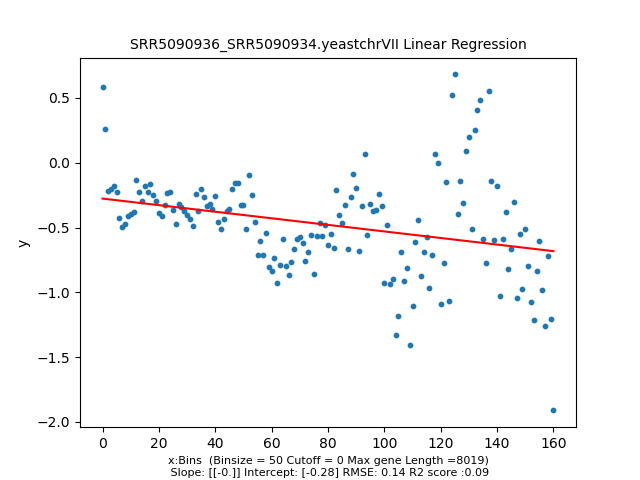 SRR5090936_SRR5090934.yeastchrVII Linear Regression
0.5
0.0
−0.5
−1.0
−1.5
−2.0
y
0 20 40 60 80 100 120 140 160
x:Bins (Binsize = 50 Cutoff = 0 Max gene Length =8019)
Slope: [[-0.]] Intercept: [-0.28] RMSE: 0.14 R2 score :0.09